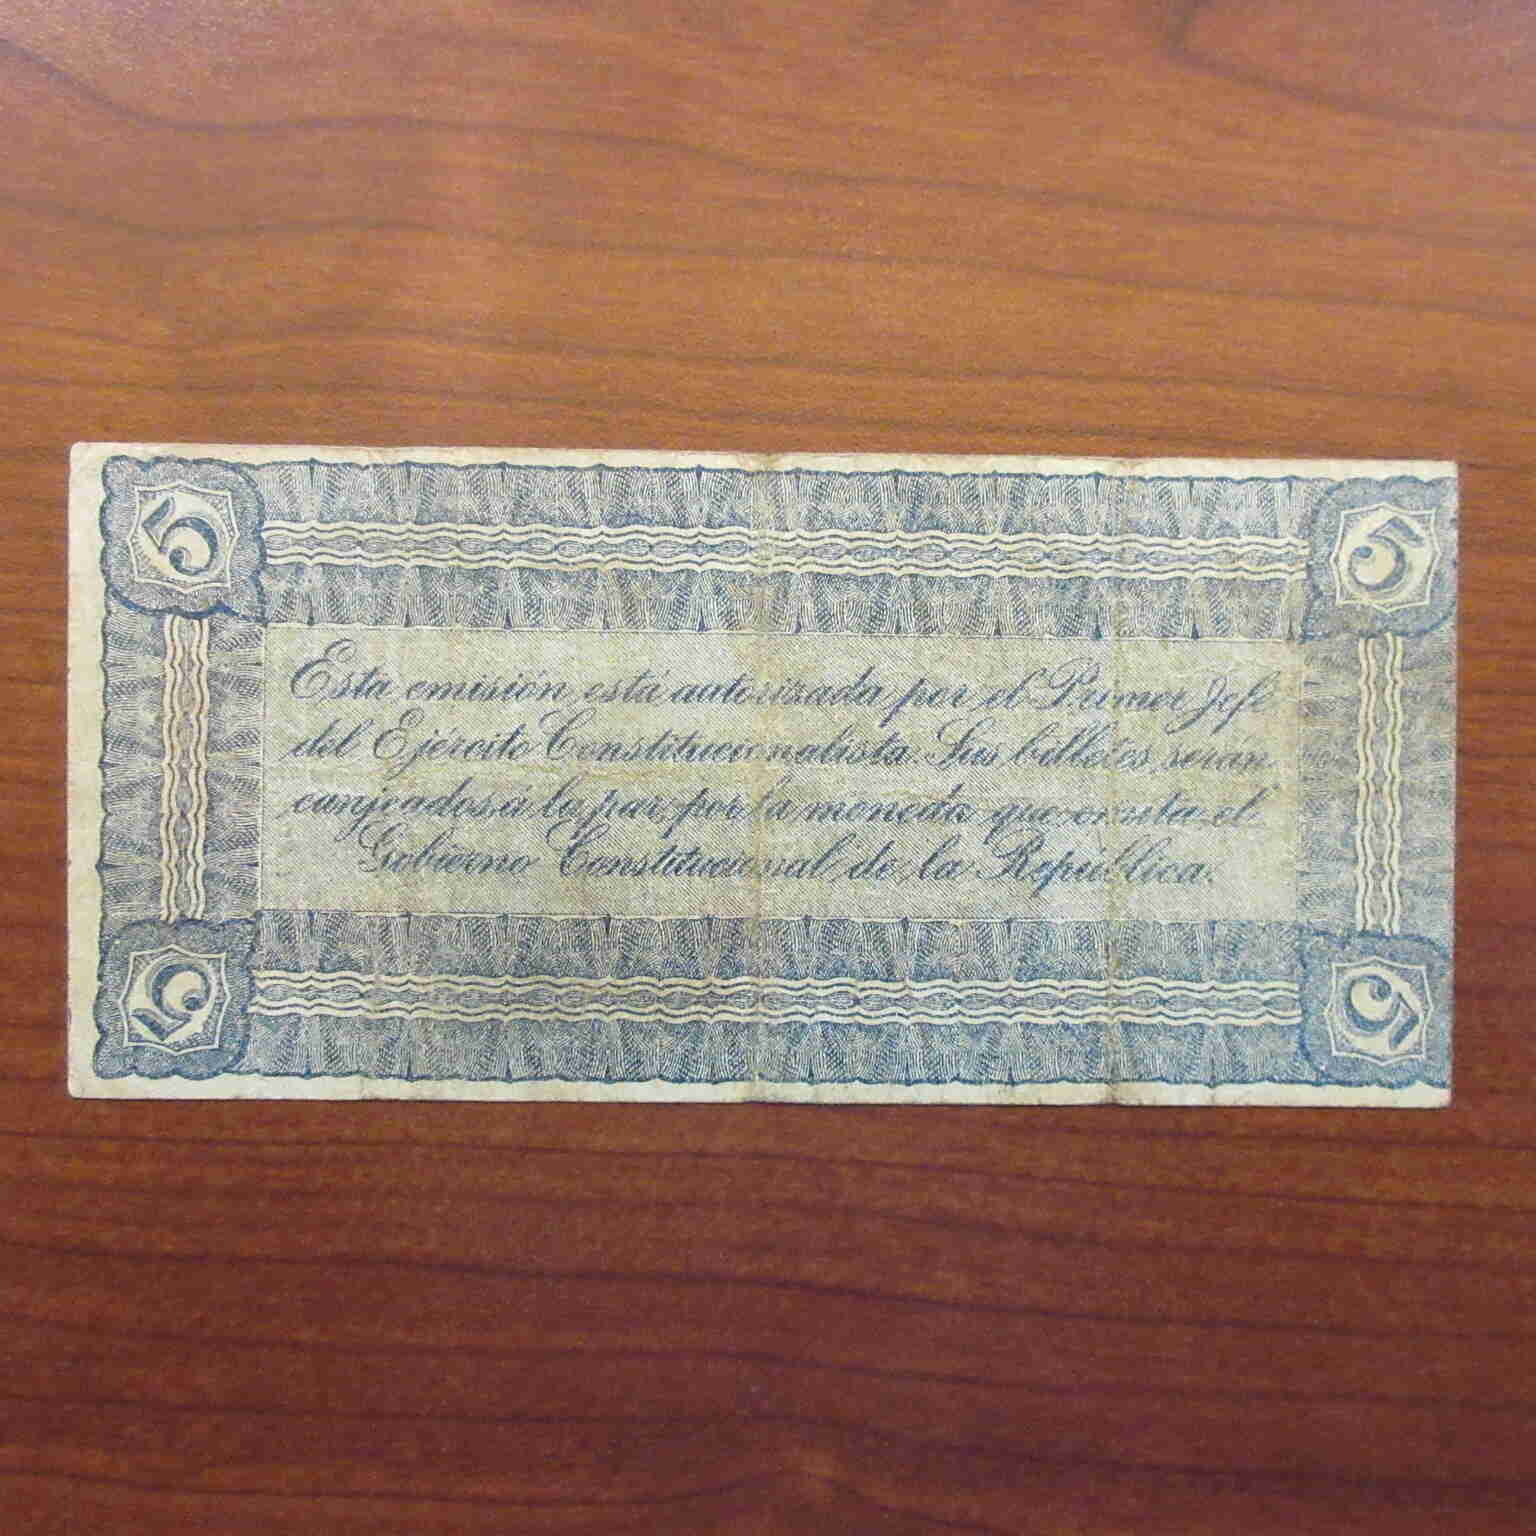 5 5
Esta emisión está autorizada por el Primer Jefe
del Ejército Constitucionalista. Sus billetes serán
canjeados á la par, por la moneda que emita el
Gobierno Constitucional de la República.
5 5